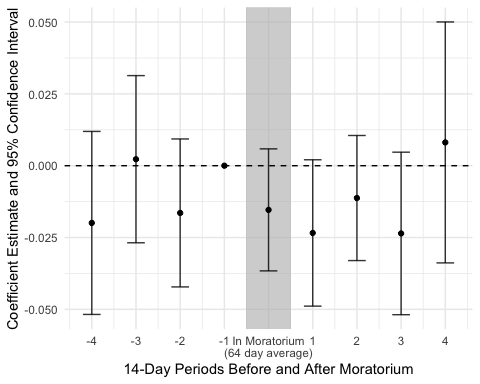 Coefficient Estimate and 95% Confidence Interval
0.050
0.025
0.000
-0.025
-0.050
-4 -3 -2 -1 In Moratorium 1 2 3 4
(64 day average)
14-Day Periods Before and After Moratorium